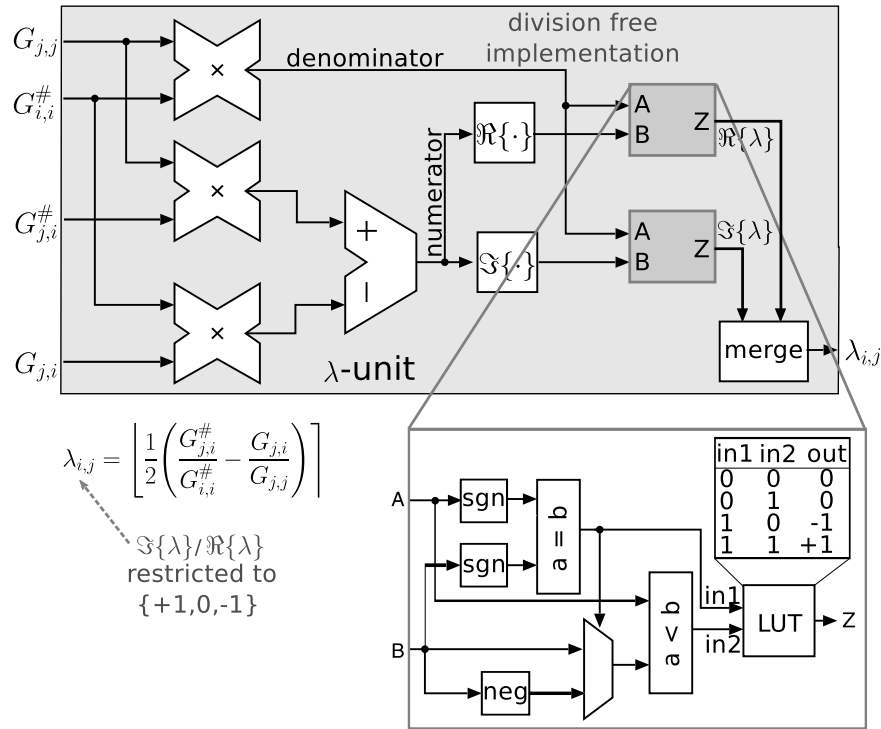 division free
implementation
G_{j,j}
×
denominator
G^{#}_{i,i}
A
B
Z
ℜ{·}
ℜ{λ}
numerator
×
G^{#}_{j,i}
+
−
ℑ{·}
A
B
Z
ℑ{λ}
×
merge
λ_{i,j}
G_{j,i}
λ-unit
λ_{i,j} = ⌊ 1/2 ( G^{#}_{j,i} / G^{#}_{i,i} − G_{j,i} / G_{j,j} ) ⌉
ℑ{λ}/ℜ{λ}
restricted to
{+1,0,-1}
in1 in2 out
0 0 0
0 1 0
1 0 -1
1 1 +1
A
sgn
a = b
sgn
in1
a < b
LUT
Z
in2
B
neg